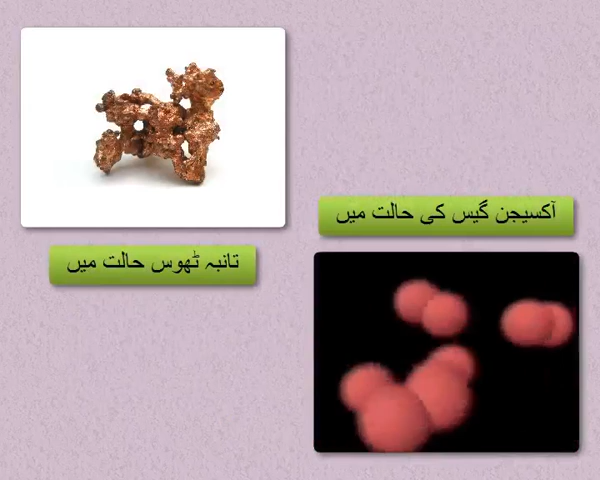 آکسیجن گیس کی حالت میں
تانبہ ٹھوس حالت میں